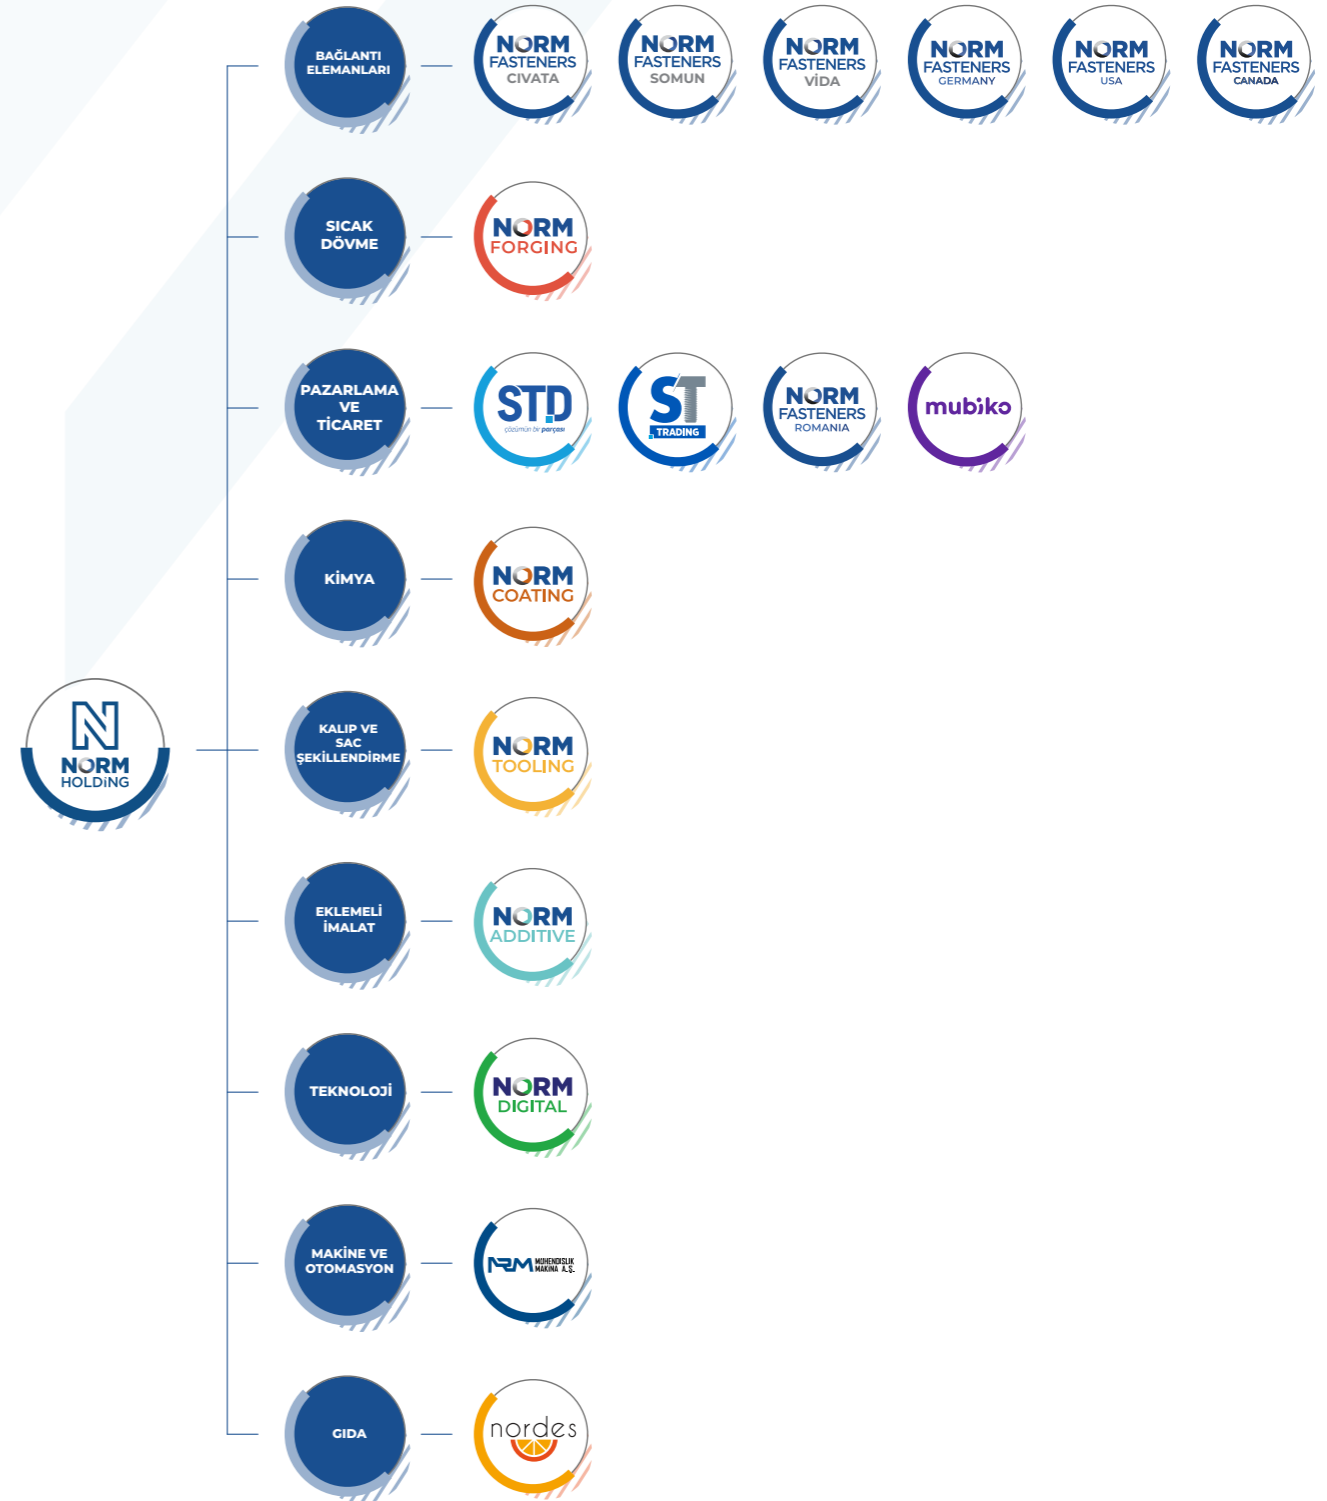 BAĞLANTI
ELEMANLARI
NORM
FASTENERS
CIVATA
NORM
FASTENERS
SOMUN
NORM
FASTENERS
VİDA
NORM
FASTENERS
GERMANY
NORM
FASTENERS
USA
NORM
FASTENERS
CANADA
SICAK
DÖVME
NORM
FORGING
PAZARLAMA
VE
TİCARET
STD
çözümün bir parçası
ST
TRADING
NORM
FASTENERS
ROMANIA
mubiko
KİMYA
NORM
COATING
N
NORM
HOLDiNG
KALIP VE
SAC
ŞEKİLLENDİRME
NORM
TOOLING
EKLEMELİ
İMALAT
NORM
ADDITIVE
TEKNOLOJİ
NORM
DIGITAL
MAKİNE VE
OTOMASYON
NRM MÜHENDİSLİK
MAKİNA A.Ş.
GIDA
nordes